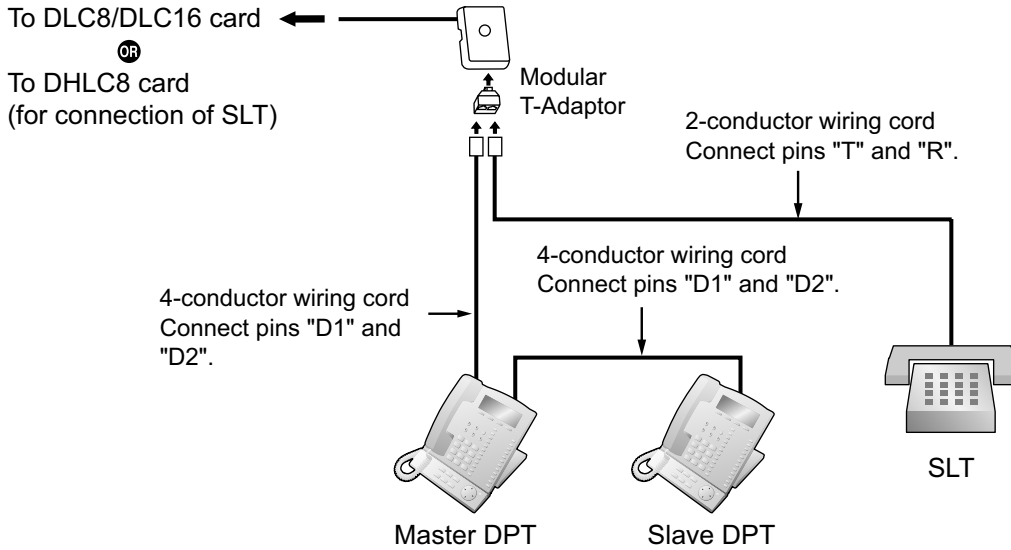 To DLC8/DLC16 card
OR
To DHLC8 card
(for connection of SLT)
Modular
T-Adaptor
2-conductor wiring cord
Connect pins "T" and "R".
4-conductor wiring cord
Connect pins "D1" and "D2".
4-conductor wiring cord
Connect pins "D1" and
"D2".
SLT
Master DPT
Slave DPT